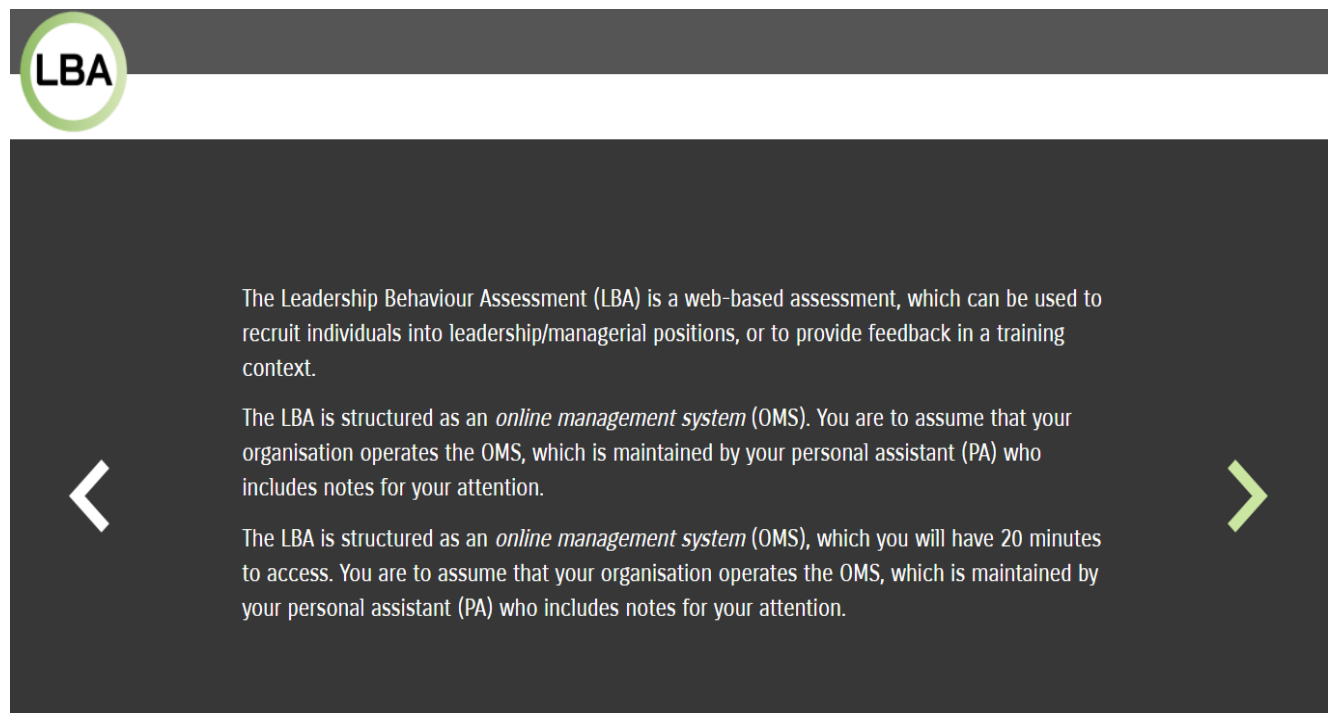 LBA
The Leadership Behaviour Assessment (LBA) is a web-based assessment, which can be used to
recruit individuals into leadership/managerial positions, or to provide feedback in a training
context.
The LBA is structured as an online management system (OMS). You are to assume that your
organisation operates the OMS, which is maintained by your personal assistant (PA) who
includes notes for your attention.
The LBA is structured as an online management system (OMS), which you will have 20 minutes
to access. You are to assume that your organisation operates the OMS, which is maintained by
your personal assistant (PA) who includes notes for your attention.